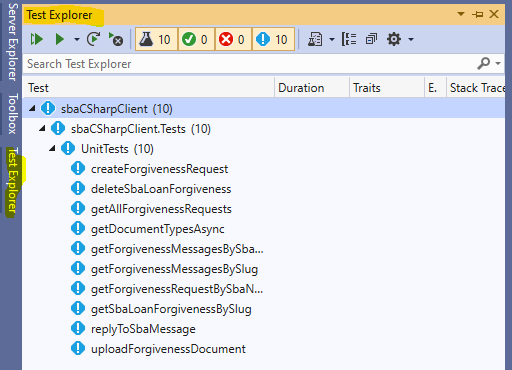 Test Explorer
10 0 0 10
Search Test Explorer
Test Duration Traits E. Stack Trace
sbaCSharpClient (10)
sbaCSharpClient.Tests (10)
UnitTests (10)
createForgivenessRequest
deleteSbaLoanForgiveness
getAllForgivenessRequests
getDocumentTypesAsync
getForgivenessMessagesBySba...
getForgivenessMessagesBySlug
getForgivenessRequestBySbaN...
getSbaLoanForgivenessBySlug
replyToSbaMessage
uploadForgivenessDocument
Server Explorer
Toolbox
Test Explorer